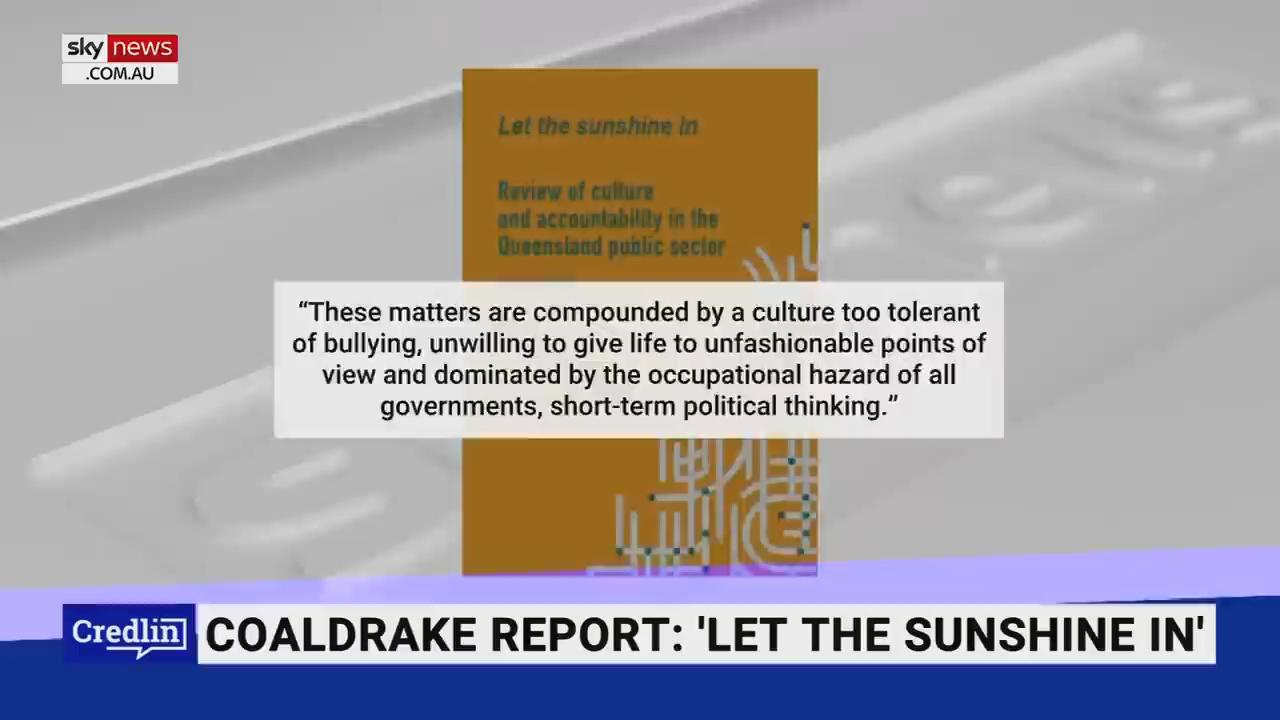 sky news
.COM.AU
Let the sunshine in
Review of culture
and accountability in the
Queensland public sector
“These matters are compounded by a culture too tolerant
of bullying, unwilling to give life to unfashionable points of
view and dominated by the occupational hazard of all
governments, short-term political thinking.”
Credlin COALDRAKE REPORT: 'LET THE SUNSHINE IN'